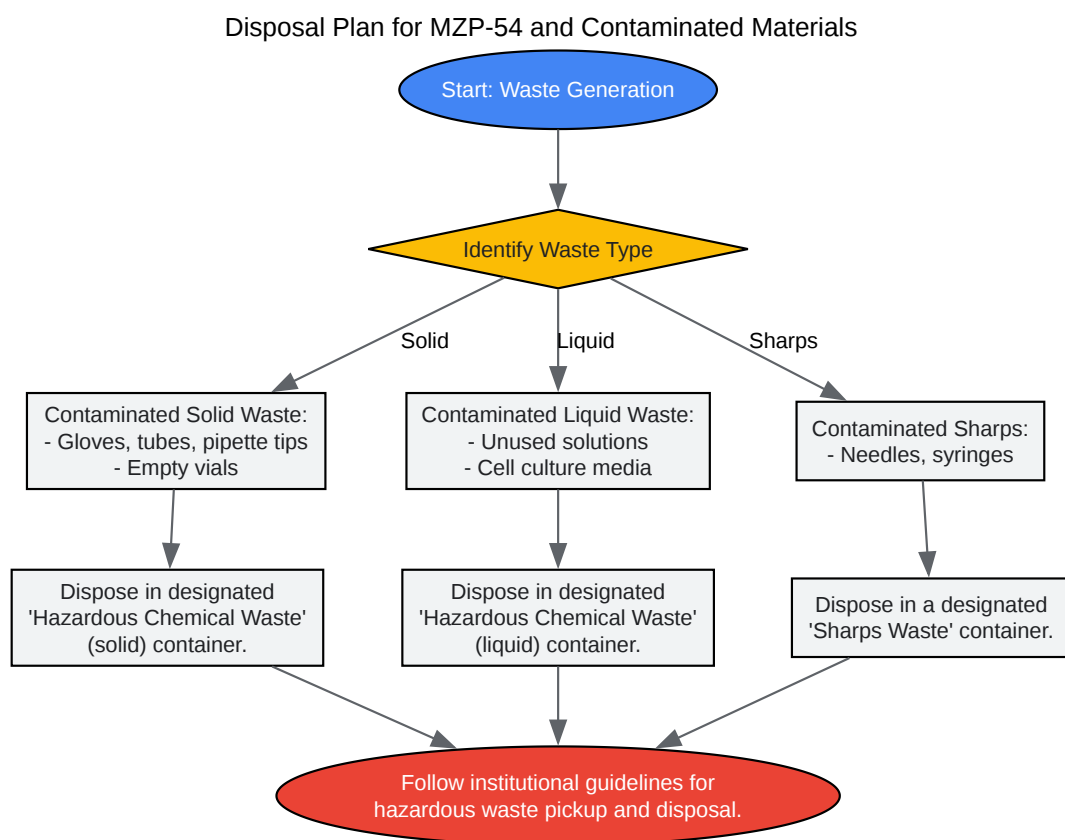 Disposal Plan for MZP-54 and Contaminated Materials
Start: Waste Generation
Identify Waste Type
Solid
Liquid
Sharps
Contaminated Solid Waste:
- Gloves, tubes, pipette tips
- Empty vials
Contaminated Liquid Waste:
- Unused solutions
- Cell culture media
Contaminated Sharps:
- Needles, syringes
Dispose in designated
'Hazardous Chemical Waste'
(solid) container.
Dispose in designated
'Hazardous Chemical Waste'
(liquid) container.
Dispose in a designated
'Sharps Waste' container.
Follow institutional guidelines for
hazardous waste pickup and disposal.